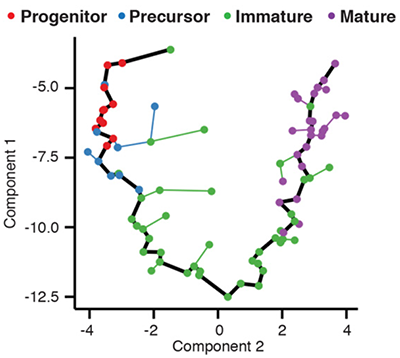 Progenitor Precursor Immature Mature
-5.0
-7.5
-10.0
-12.5
Component 1
-4 -2 0 2 4
Component 2